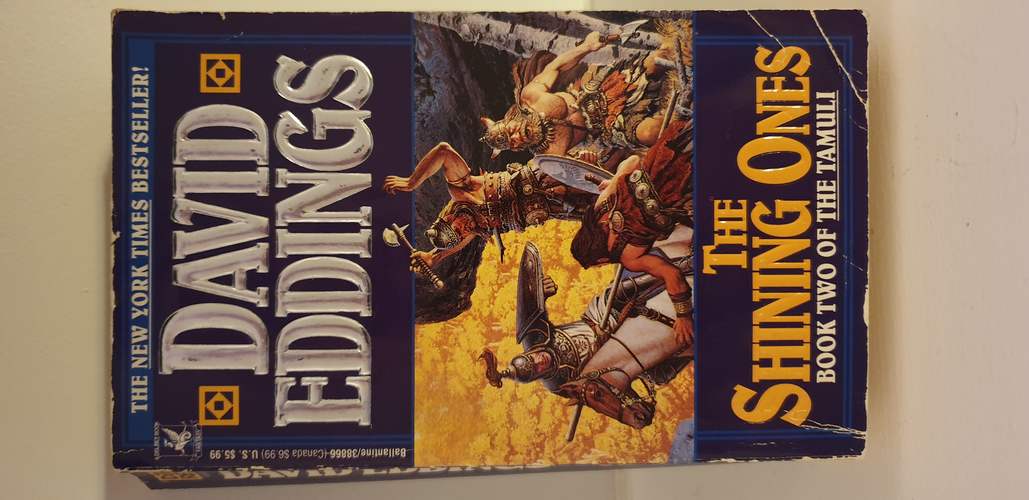 THE NEW YORK TIMES BESTSELLER!
DAVID
EDDINGS
Ballantine/38866 (Canada $6.99) U.S. $5.99
THE
SHINING ONES
BOOK TWO OF THE TAMULI